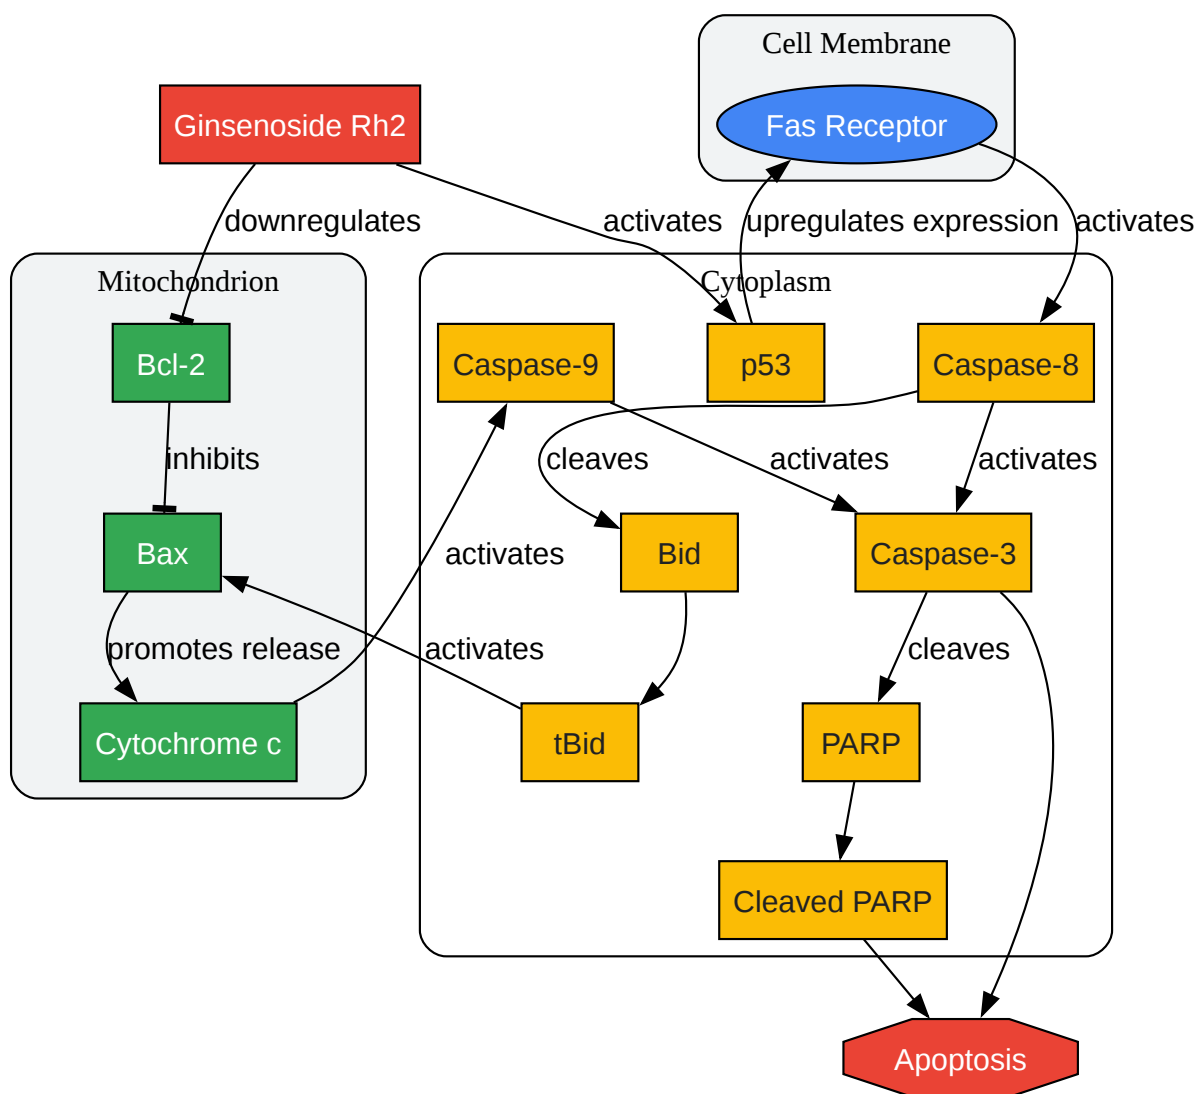 Cell Membrane
Ginsenoside Rh2
Fas Receptor
downregulates
activates
upregulates expression
activates
Mitochondrion
Cytoplasm
Bcl-2
Caspase-9
p53
Caspase-8
inhibits
cleaves
activates
activates
Bax
activates
Bid
Caspase-3
promotes release
activates
cleaves
Cytochrome c
tBid
PARP
Cleaved PARP
Apoptosis